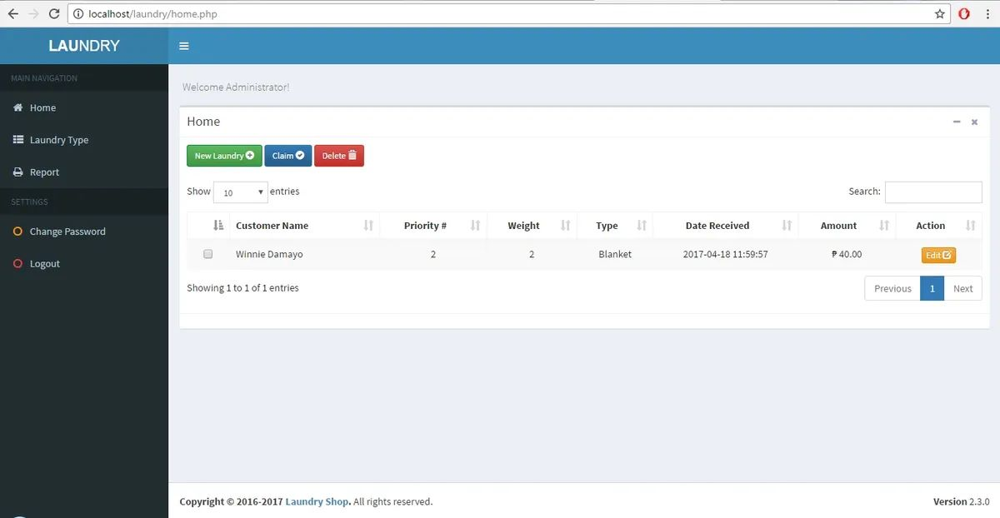 localhost/laundry/home.php
LAUNDRY
MAIN NAVIGATION
Home
Laundry Type
Report
SETTINGS
Change Password
Logout
Welcome Administrator!
Home
New Laundry Claim Delete
Show 10 entries Search:
Customer Name Priority # Weight Type Date Received Amount Action
Winnie Damayo 2 2 Blanket 2017-04-18 11:59:57 ₱ 40.00 Edit
Showing 1 to 1 of 1 entries Previous 1 Next
Copyright © 2016-2017 Laundry Shop. All rights reserved. Version 2.3.0